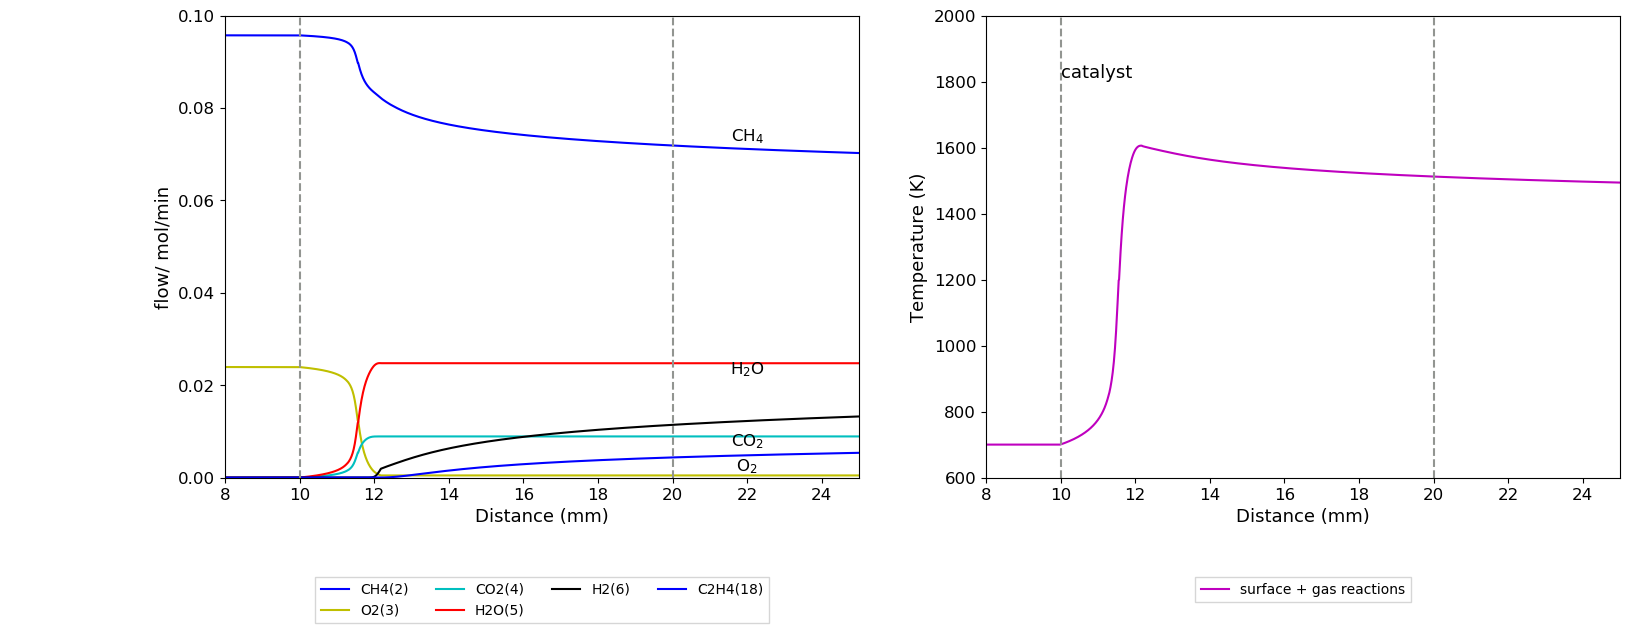 0.10
0.08
0.06
0.04
0.02
0.00
flow/ mol/min
CH₄
H₂O
CO₂
O₂
8 10 12 14 16 18 20 22 24
Distance (mm)
CH4(2) CO2(4) H2(6) C2H4(18)
O2(3) H2O(5)
2000
1800
1600
1400
1200
1000
800
600
Temperature (K)
catalyst
8 10 12 14 16 18 20 22 24
Distance (mm)
surface + gas reactions